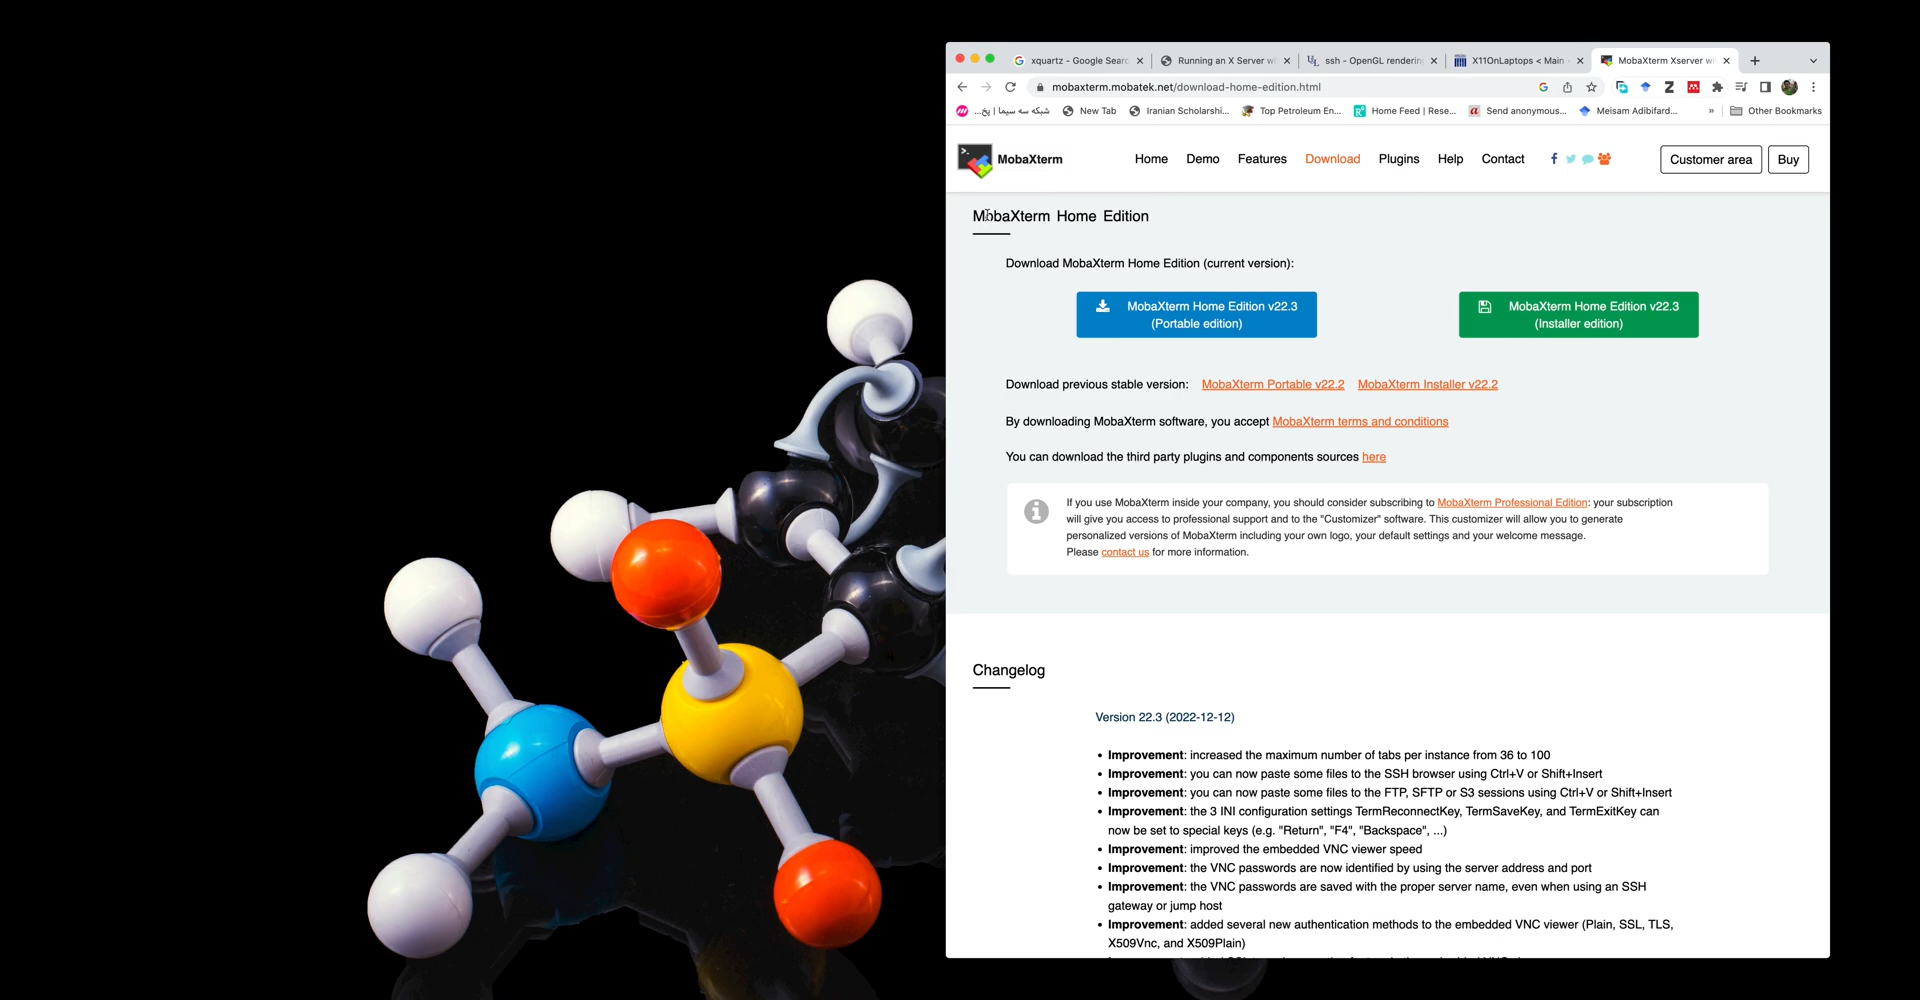 xquartz - Google Searc
Running an X Server wi
ssh - OpenGL rendering
X11OnLaptops < Main
MobaXterm Xserver wi
mobaxterm.mobatek.net/download-home-edition.html
شبکه سه سیما | پخ...
New Tab
Iranian Scholarshi...
Top Petroleum En...
Home Feed | Rese...
Send anonymous...
Meisam Adibifard...
»
Other Bookmarks
MobaXterm
Home Demo Features Download Plugins Help Contact
Customer area
Buy
MobaXterm Home Edition
Download MobaXterm Home Edition (current version):
MobaXterm Home Edition v22.3
(Portable edition)
MobaXterm Home Edition v22.3
(Installer edition)
Download previous stable version: MobaXterm Portable v22.2 MobaXterm Installer v22.2
By downloading MobaXterm software, you accept MobaXterm terms and conditions
You can download the third party plugins and components sources here
If you use MobaXterm inside your company, you should consider subscribing to MobaXterm Professional Edition: your subscription
will give you access to professional support and to the "Customizer" software. This customizer will allow you to generate
personalized versions of MobaXterm including your own logo, your default settings and your welcome message.
Please contact us for more information.
Changelog
Version 22.3 (2022-12-12)
• Improvement: increased the maximum number of tabs per instance from 36 to 100
• Improvement: you can now paste some files to the SSH browser using Ctrl+V or Shift+Insert
• Improvement: you can now paste some files to the FTP, SFTP or S3 sessions using Ctrl+V or Shift+Insert
• Improvement: the 3 INI configuration settings TermReconnectKey, TermSaveKey, and TermExitKey can
now be set to special keys (e.g. "Return", "F4", "Backspace", ...)
• Improvement: improved the embedded VNC viewer speed
• Improvement: the VNC passwords are now identified by using the server address and port
• Improvement: the VNC passwords are saved with the proper server name, even when using an SSH
gateway or jump host
• Improvement: added several new authentication methods to the embedded VNC viewer (Plain, SSL, TLS,
X509Vnc, and X509Plain)